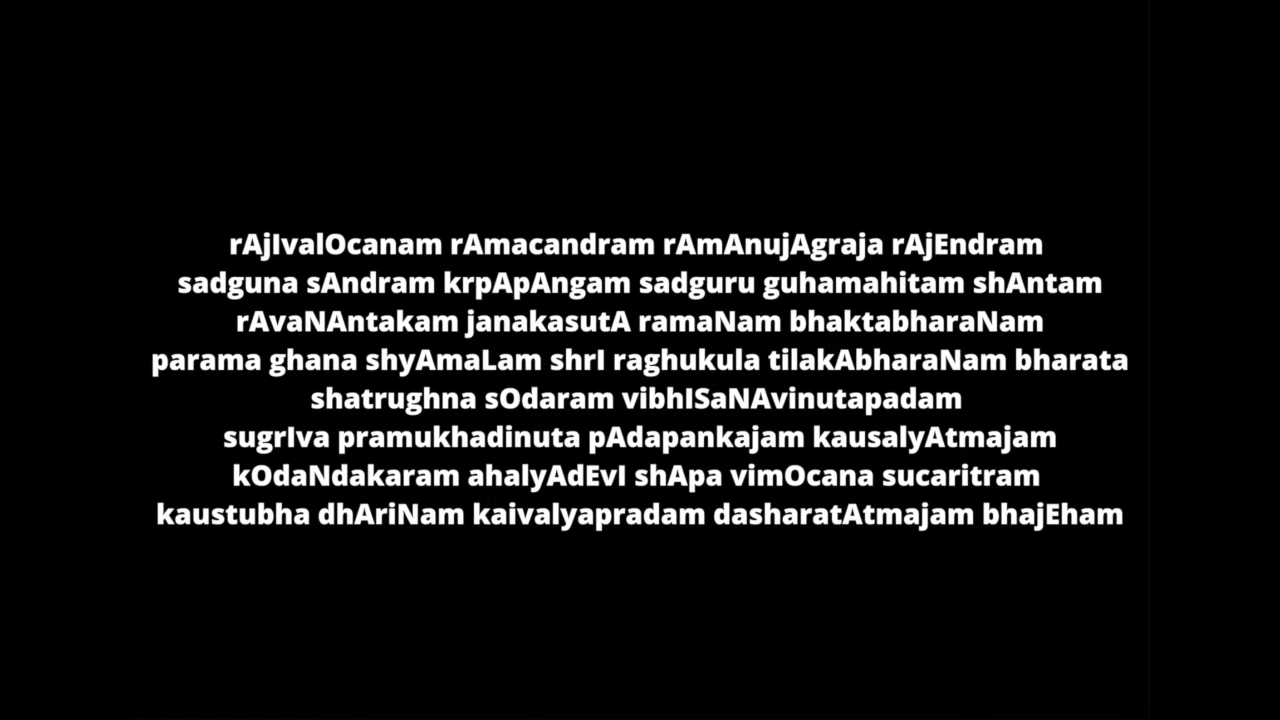 rAjIvalOcanam rAmacandram rAmAnujAgraja rAjEndram
sadguna sAndram krpApAngam sadguru guhamahitam shAntam
rAvaNAntakam janakasutA ramaNam bhaktabharaNam
parama ghana shyAmaLam shrI raghukula tilakAbharaNam bharata
shatrughna sOdaram vibhISaNAvinutapadam
sugrIva pramukhadinuta pAdapankajam kausalyAtmajam
kOdaNdakaram ahalyAdEvI shApa vimOcana sucaritram
kaustubha dhAriNam kaivalyapradam dasharatAtmajam bhajEham